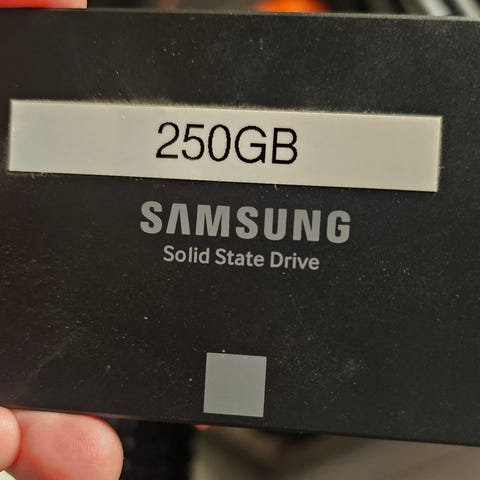 250GB
SAMSUNG
Solid State Drive